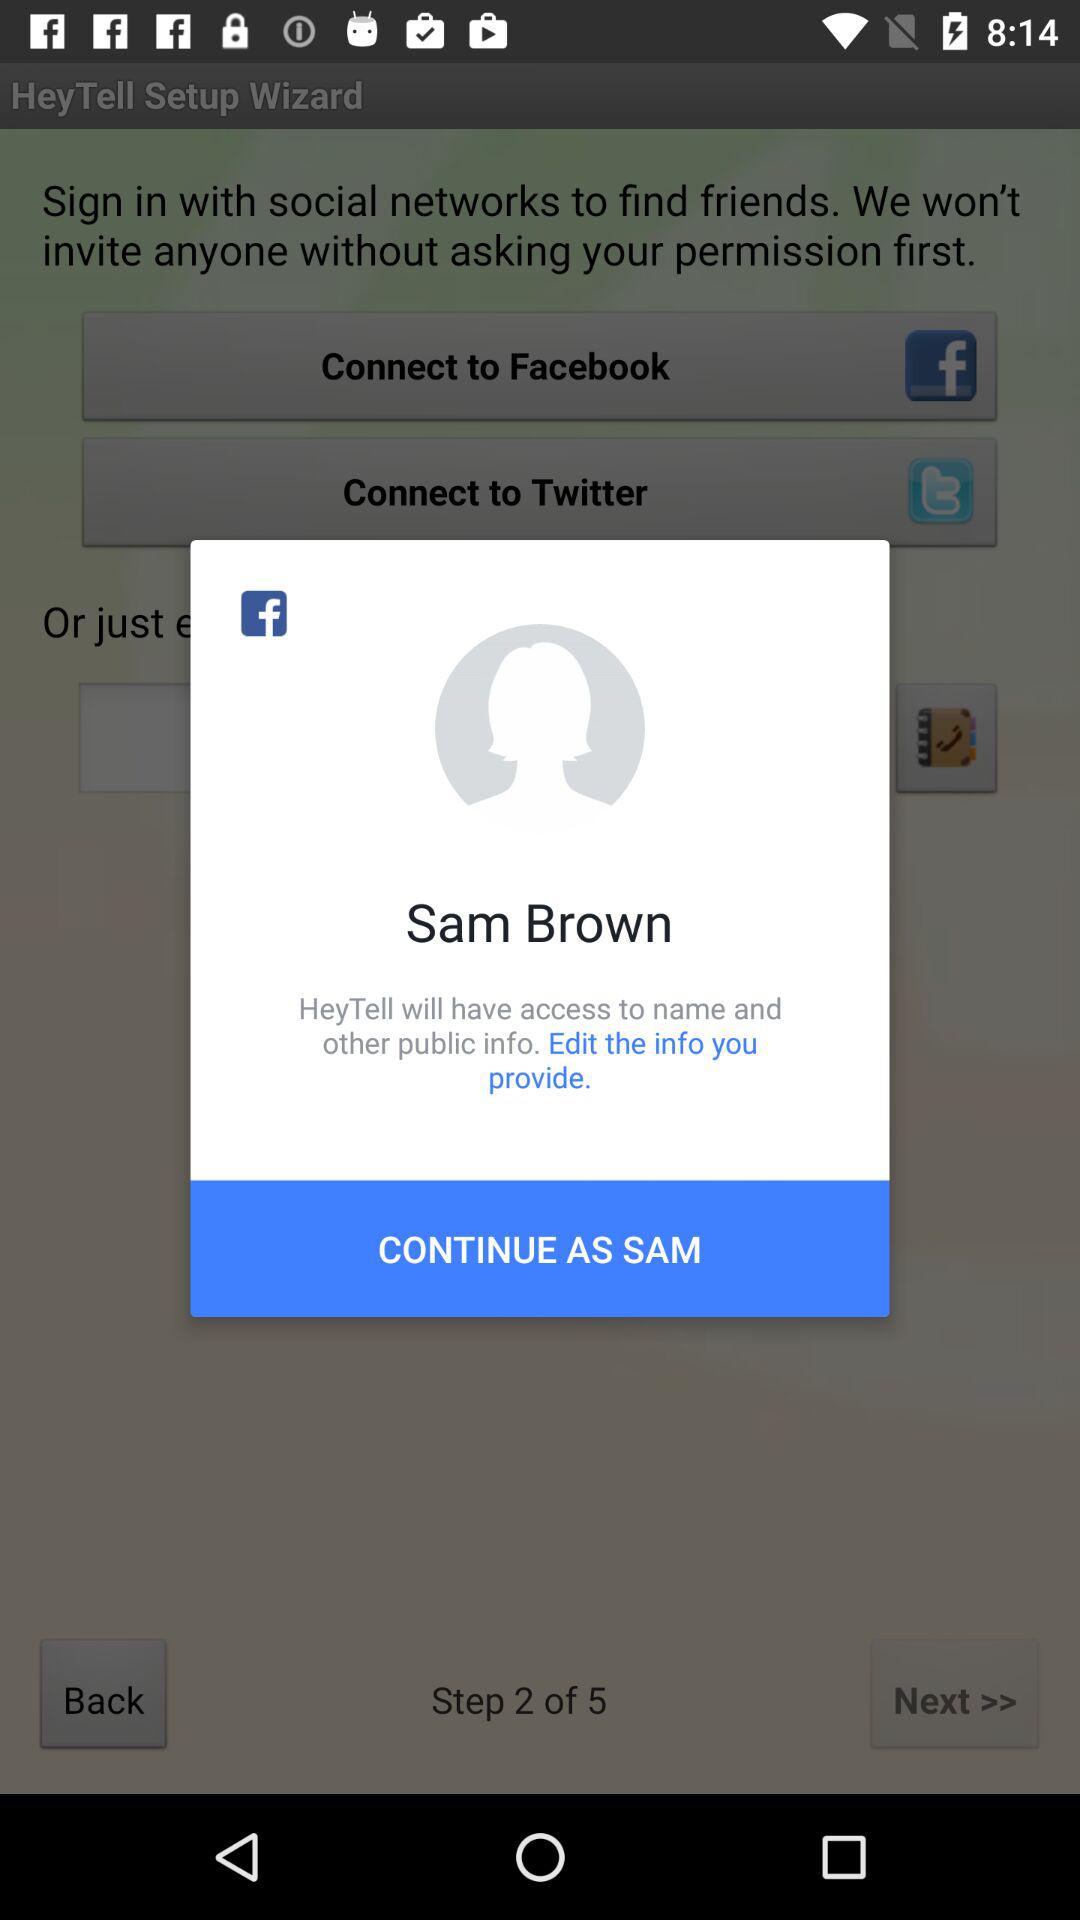 8:14
HeyTell Setup Wizard
Sign in with social networks to find friends. We won’t
invite anyone without asking your permission first.
Connect to Facebook
Connect to Twitter
Or just
Sam Brown
HeyTell will have access to name and
other public info. Edit the info you
provide.
CONTINUE AS SAM
Back
Step 2 of 5
Next >>